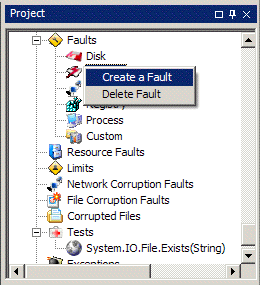 Project
Faults
Disk
Create a Fault
Delete Fault
Registry
Process
Custom
Resource Faults
Limits
Network Corruption Faults
File Corruption Faults
Corrupted Files
Tests
System.IO.File.Exists(String)
Exceptions